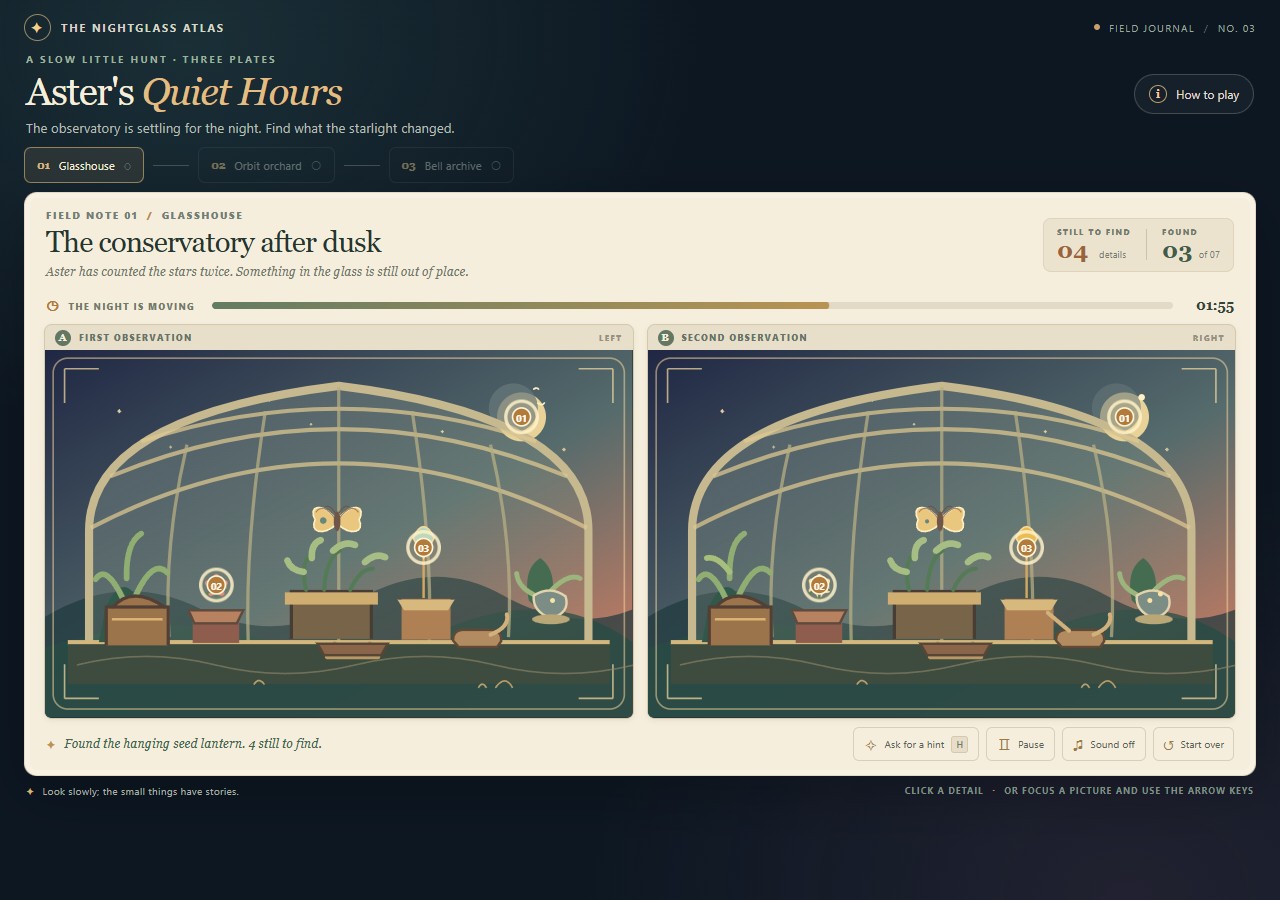 THE NIGHTGLASS ATLAS
FIELD JOURNAL / NO. 03
A SLOW LITTLE HUNT · THREE PLATES
Aster's Quiet Hours
How to play
The observatory is settling for the night. Find what the starlight changed.
01 Glasshouse
02 Orbit orchard
03 Bell archive
FIELD NOTE 01 / GLASSHOUSE
The conservatory after dusk
Aster has counted the stars twice. Something in the glass is still out of place.
STILL TO FIND
04 details
FOUND
03 of 07
THE NIGHT IS MOVING
01:55
A FIRST OBSERVATION LEFT
B SECOND OBSERVATION RIGHT
01
02
03
01
02
03
Found the hanging seed lantern. 4 still to find.
Ask for a hint H
Pause
Sound off
Start over
Look slowly; the small things have stories.
CLICK A DETAIL · OR FOCUS A PICTURE AND USE THE ARROW KEYS